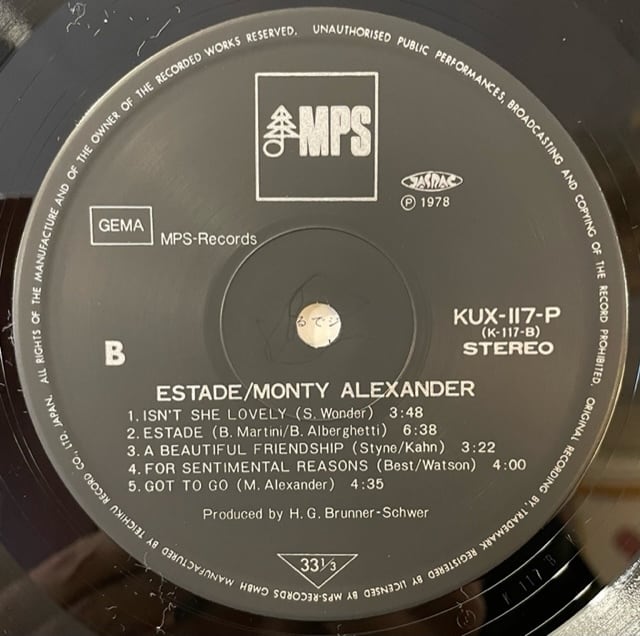 ALL RIGHTS OF THE MANUFACTURE AND OF THE OWNER OF THE RECORDED WORKS RESERVED. UNAUTHORISED PUBLIC PERFORMANCES, BROADCASTING AND COPYING OF THE RECORD PROHIBITED. ORIGINAL RECORDING BY, TRADEMARK REGISTERED BY, LICENSED BY MPS-RECORDS GMBH MANUFACTURED BY TEICHIKU RECORD CO., LTD. JAPAN.
MPS
JASRAC
℗ 1978
GEMA
MPS-Records
KUX-117-P
(K-117-B)
STEREO
B
ESTADE/MONTY ALEXANDER
1. ISN'T SHE LOVELY (S. Wonder) 3:48
2. ESTADE (B. Martini/B. Alberghetti) 6:38
3. A BEAUTIFUL FRIENDSHIP (Styne/Kahn) 3:22
4. FOR SENTIMENTAL REASONS (Best/Watson) 4:00
5. GOT TO GO (M. Alexander) 4:35
Produced by H. G. Brunner-Schwer
33 1/3